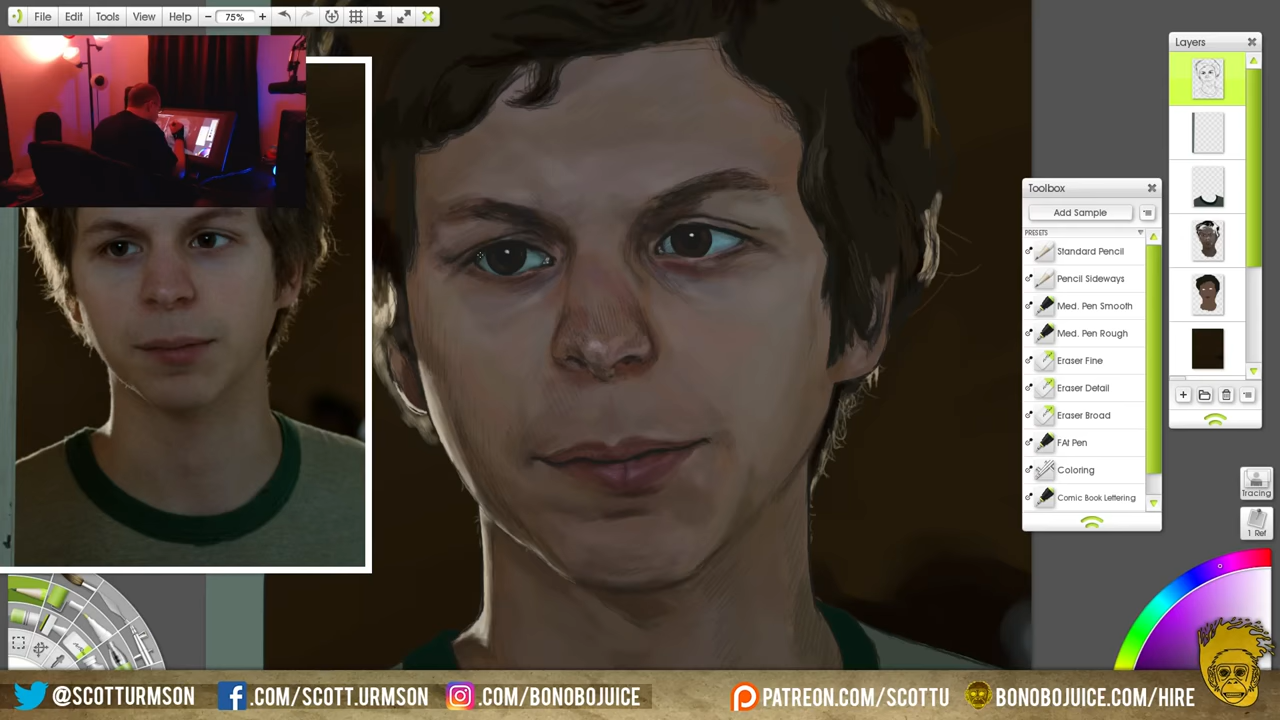 File Edit Tools View Help 75%
Layers
Toolbox
Add Sample
PRESETS
Standard Pencil
Pencil Sideways
Med. Pen Smooth
Med. Pen Rough
Eraser Fine
Eraser Detail
Eraser Broad
FAt Pen
Coloring
Comic Book Lettering
Tracing
1 Ref
@SCOTTURMSON .COM/SCOTT.URMSON .COM/BONOBOJUICE PATREON.COM/SCOTTU BONOBOJUICE.COM/HIRE